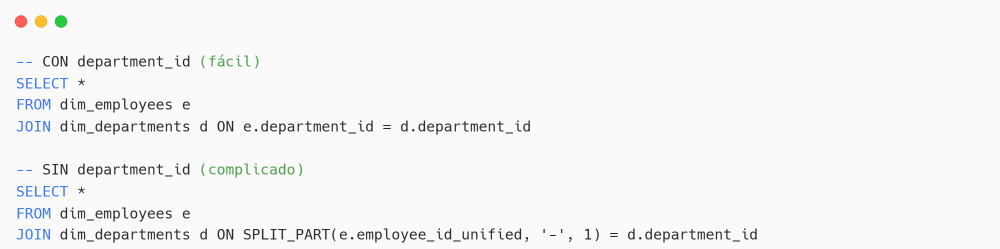 -- CON department_id (fácil)
SELECT *
FROM dim_employees e
JOIN dim_departments d ON e.department_id = d.department_id
-- SIN department_id (complicado)
SELECT *
FROM dim_employees e
JOIN dim_departments d ON SPLIT_PART(e.employee_id_unified, '-', 1) = d.department_id